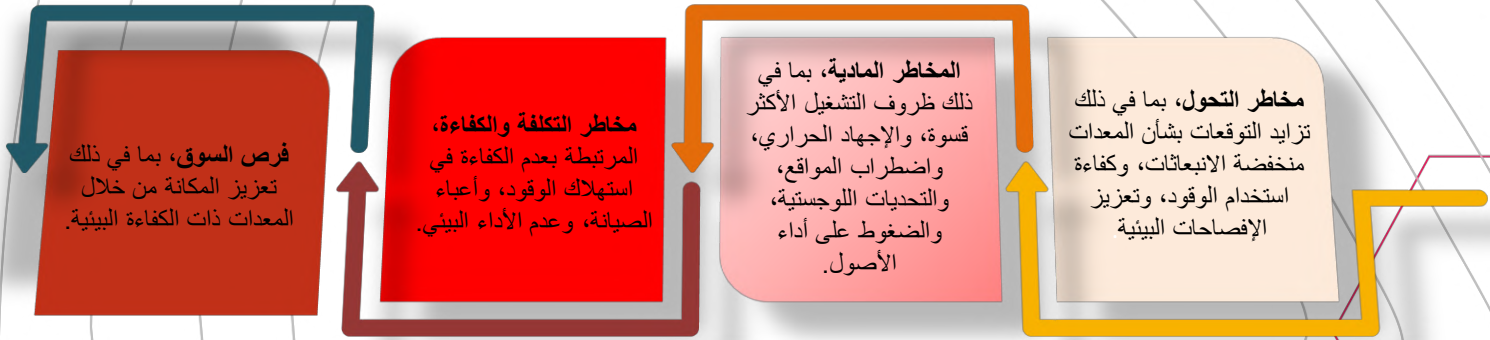 مخاطر التحول، بما في ذلك
تزايد التوقعات بشأن المعدات
منخفضة الانبعاثات، وكفاءة
استخدام الوقود، وتعزيز
الإفصاحات البيئية
المخاطر المادية، بما في
ذلك ظروف التشغيل الأكثر
قسوة، والإجهاد الحراري،
واضطراب المواقع،
والتحديات اللوجستية،
والضغوط على أداء
الأصول.
مخاطر التكلفة والكفاءة،
المرتبطة بعدم الكفاءة في
استهلاك الوقود، وأعباء
الصيانة، وعدم الأداء البيئي.
فرص السوق، بما في ذلك
تعزيز المكانة من خلال
المعدات ذات الكفاءة البيئية.